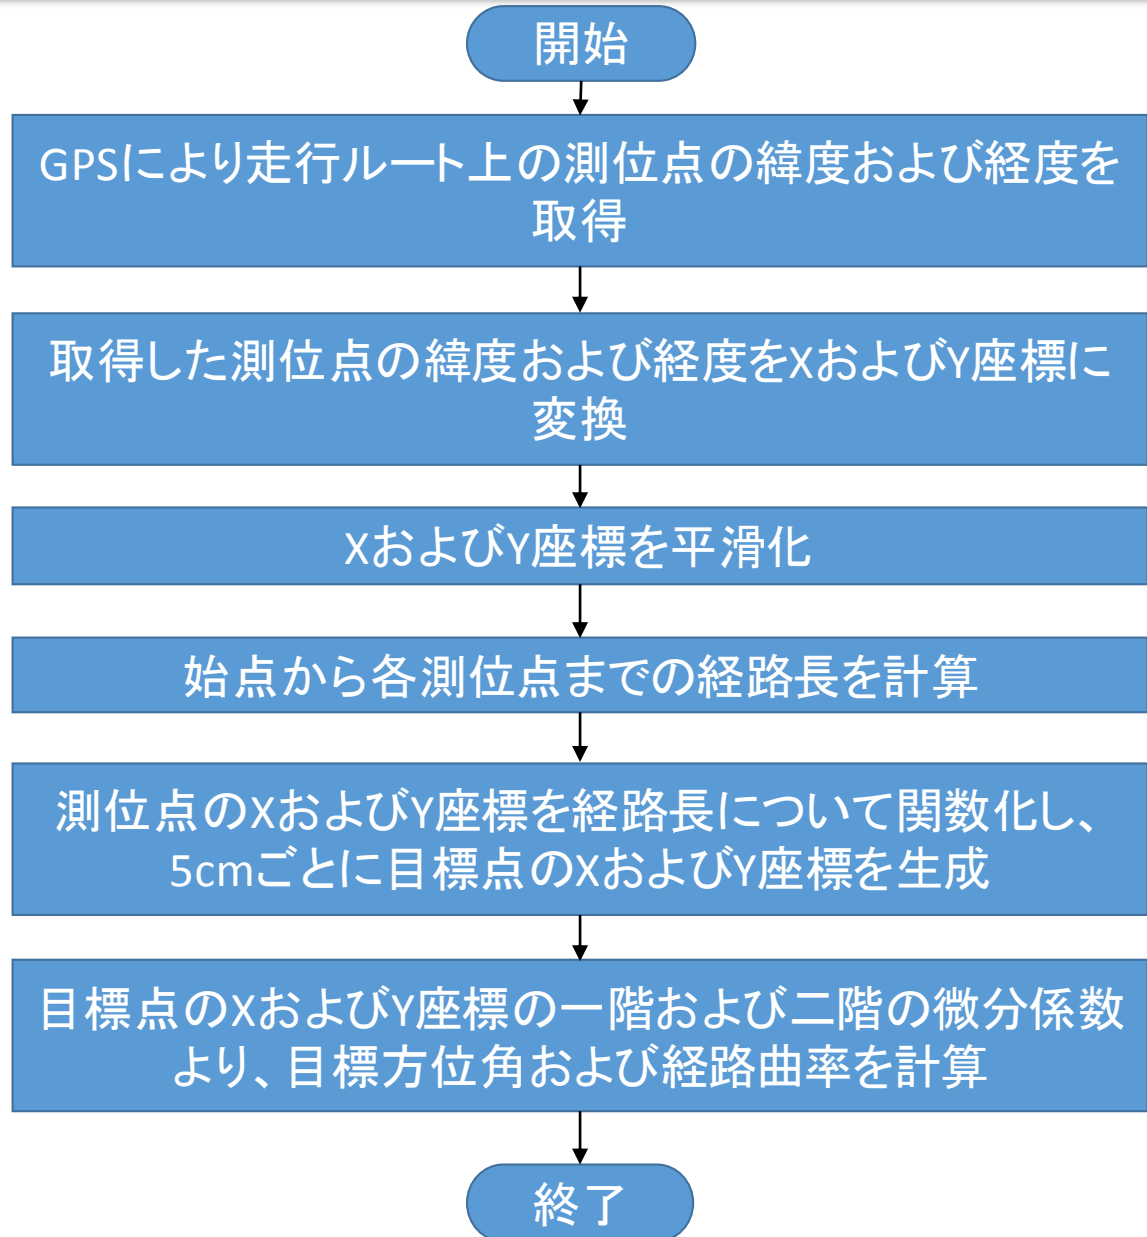 開始
GPSにより走行ルート上の測位点の緯度および経度を
取得
取得した測位点の緯度および経度をXおよびY座標に
変換
XおよびY座標を平滑化
始点から各測位点までの経路長を計算
測位点のXおよびY座標を経路長について関数化し、
5cmごとに目標点のXおよびY座標を生成
目標点のXおよびY座標の一階および二階の微分係数
より、目標方位角および経路曲率を計算
終了